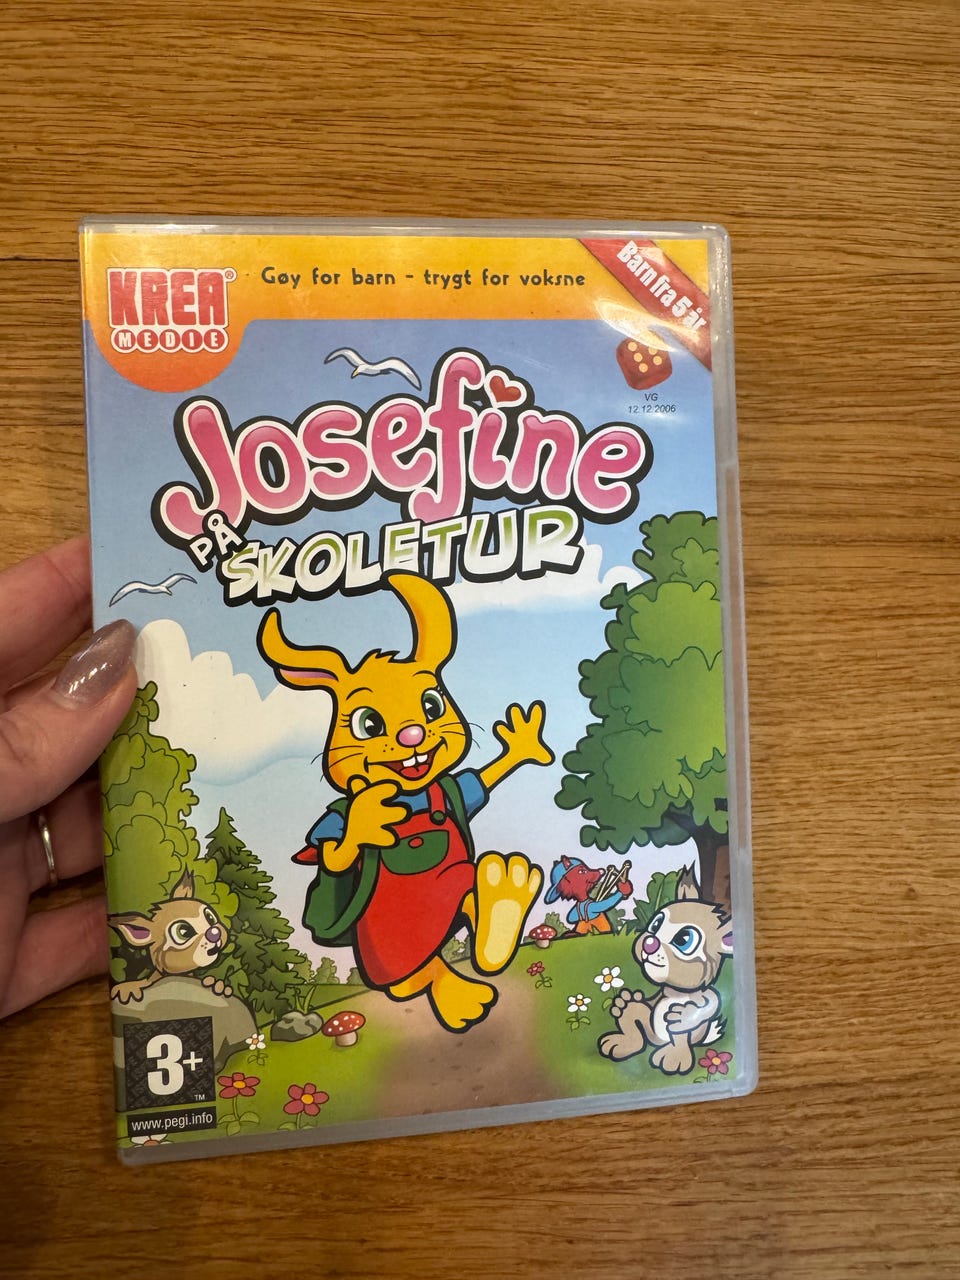 KREA®
MEDIE
Gøy for barn - trygt for voksne
Barn fra 5 år
VG
12.12.2006
Josefine
PÅ
SKOLETUR
3+
™
www.pegi.info